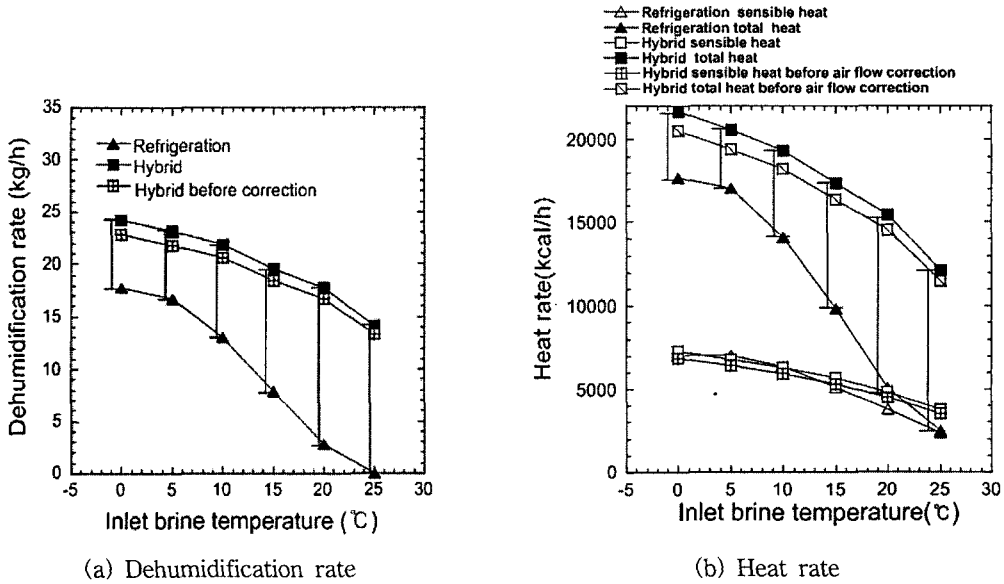 Refrigeration sensible heat
Refrigeration total heat
Hybrid sensible heat
Hybrid total heat
Hybrid sensible heat before air flow correction
Hybrid total heat before air flow correction
35
30
25
20
15
10
5
0
Dehumidification rate (kg/h)
Refrigeration
Hybrid
Hybrid before correction
-5 0 5 10 15 20 25 30
Inlet brine temperature (℃)
(a) Dehumidification rate
20000
15000
10000
5000
0
Heat rate(kcal/h)
-5 0 5 10 15 20 25 30
Inlet brine temperature(℃)
(b) Heat rate